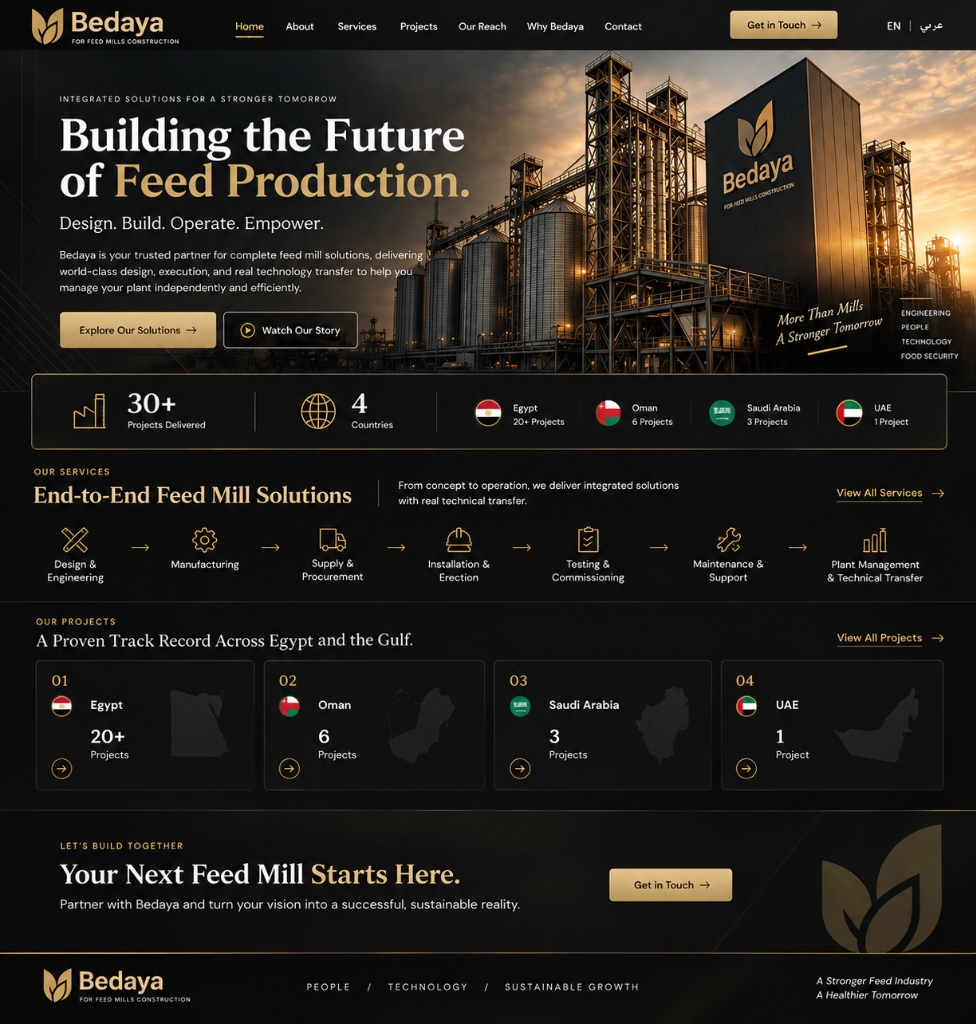 Bedaya
FOR FEED MILLS CONSTRUCTION
Home
About
Services
Projects
Our Reach
Why Bedaya
Contact
Get in Touch →
EN | عربي
INTEGRATED SOLUTIONS FOR A STRONGER TOMORROW
Building the Future
of Feed Production.
Design. Build. Operate. Empower.
Bedaya is your trusted partner for complete feed mill solutions, delivering
world-class design, execution, and real technology transfer to help you
manage your plant independently and efficiently.
Explore Our Solutions →
Watch Our Story
Bedaya
FOR FEED MILLS CONSTRUCTION
More Than Mills
A Stronger Tomorrow
ENGINEERING
PEOPLE
TECHNOLOGY
FOOD SECURITY
30+
Projects Delivered
4
Countries
Egypt
20+ Projects
Oman
6 Projects
Saudi Arabia
3 Projects
UAE
1 Project
OUR SERVICES
End-to-End Feed Mill Solutions
From concept to operation, we deliver integrated solutions
with real technical transfer.
View All Services →
Design &
Engineering
→
Manufacturing
→
Supply &
Procurement
→
Installation &
Erection
→
Testing &
Commissioning
→
Maintenance &
Support
→
Plant Management
& Technical Transfer
OUR PROJECTS
A Proven Track Record Across Egypt and the Gulf.
View All Projects →
01
Egypt
20+
Projects
→
02
Oman
6
Projects
→
03
Saudi Arabia
3
Projects
→
04
UAE
1
Project
→
LET'S BUILD TOGETHER
Your Next Feed Mill Starts Here.
Partner with Bedaya and turn your vision into a successful, sustainable reality.
Get in Touch →
Bedaya
FOR FEED MILLS CONSTRUCTION
PEOPLE / TECHNOLOGY / SUSTAINABLE GROWTH
A Stronger Feed Industry
A Healthier Tomorrow